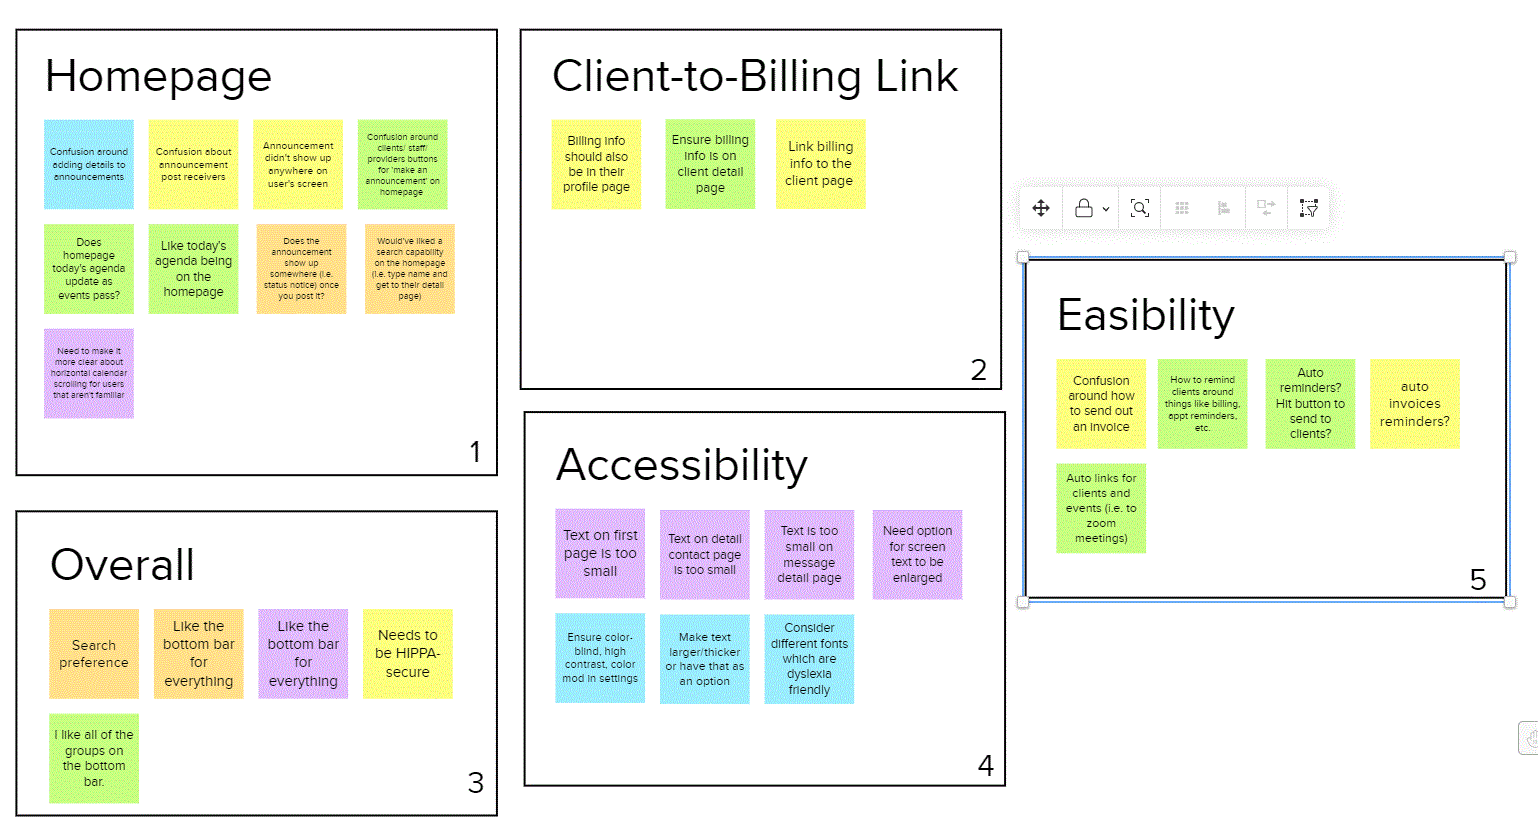 Homepage
Confusion around
adding details to
announcements
Confusion about
announcement
post receivers
Announcement
didn't show up
anywhere on
user's screen
Confusion around
clients/ staff/
providers buttons
for 'make an
announcement' on
homepage
Does
homepage
today's agenda
update as
events pass?
Like today's
agenda being
on the
homepage
Does the
announcement
show up
somewhere (i.e.
status notice) once
you post it?
Would've liked a
search capability
on the homepage
(i.e. type name and
get to their detail
page)
Need to make it
more clear about
horizontal calendar
scrolling for users
that aren't familiar
1
Client-to-Billing Link
Billing info
should also
be in their
profile page
Ensure billing
info is on
client detail
page
Link billing
info to the
client page
2
Overall
Search
preference
Like the
bottom bar
for
everything
Like the
bottom bar
for
everything
Needs to
be HIPPA-
secure
I like all of the
groups on
the bottom
bar.
3
Accessibility
Text on first
page is too
small
Text on detail
contact page
is too small
Text is too
small on
message
detail page
Need option
for screen
text to be
enlarged
Ensure color-
blind, high
contrast, color
mod in settings
Make text
larger/thicker
or have that as
an option
Consider
different fonts
which are
dyslexia
friendly
4
Easibility
Confusion
around how
to send out
an invoice
How to remind
clients around
things like billing,
appt reminders,
etc.
Auto
reminders?
Hit button to
send to
clients?
auto
invoices
reminders?
Auto links for
clients and
events (i.e. to
zoom
meetings)
5